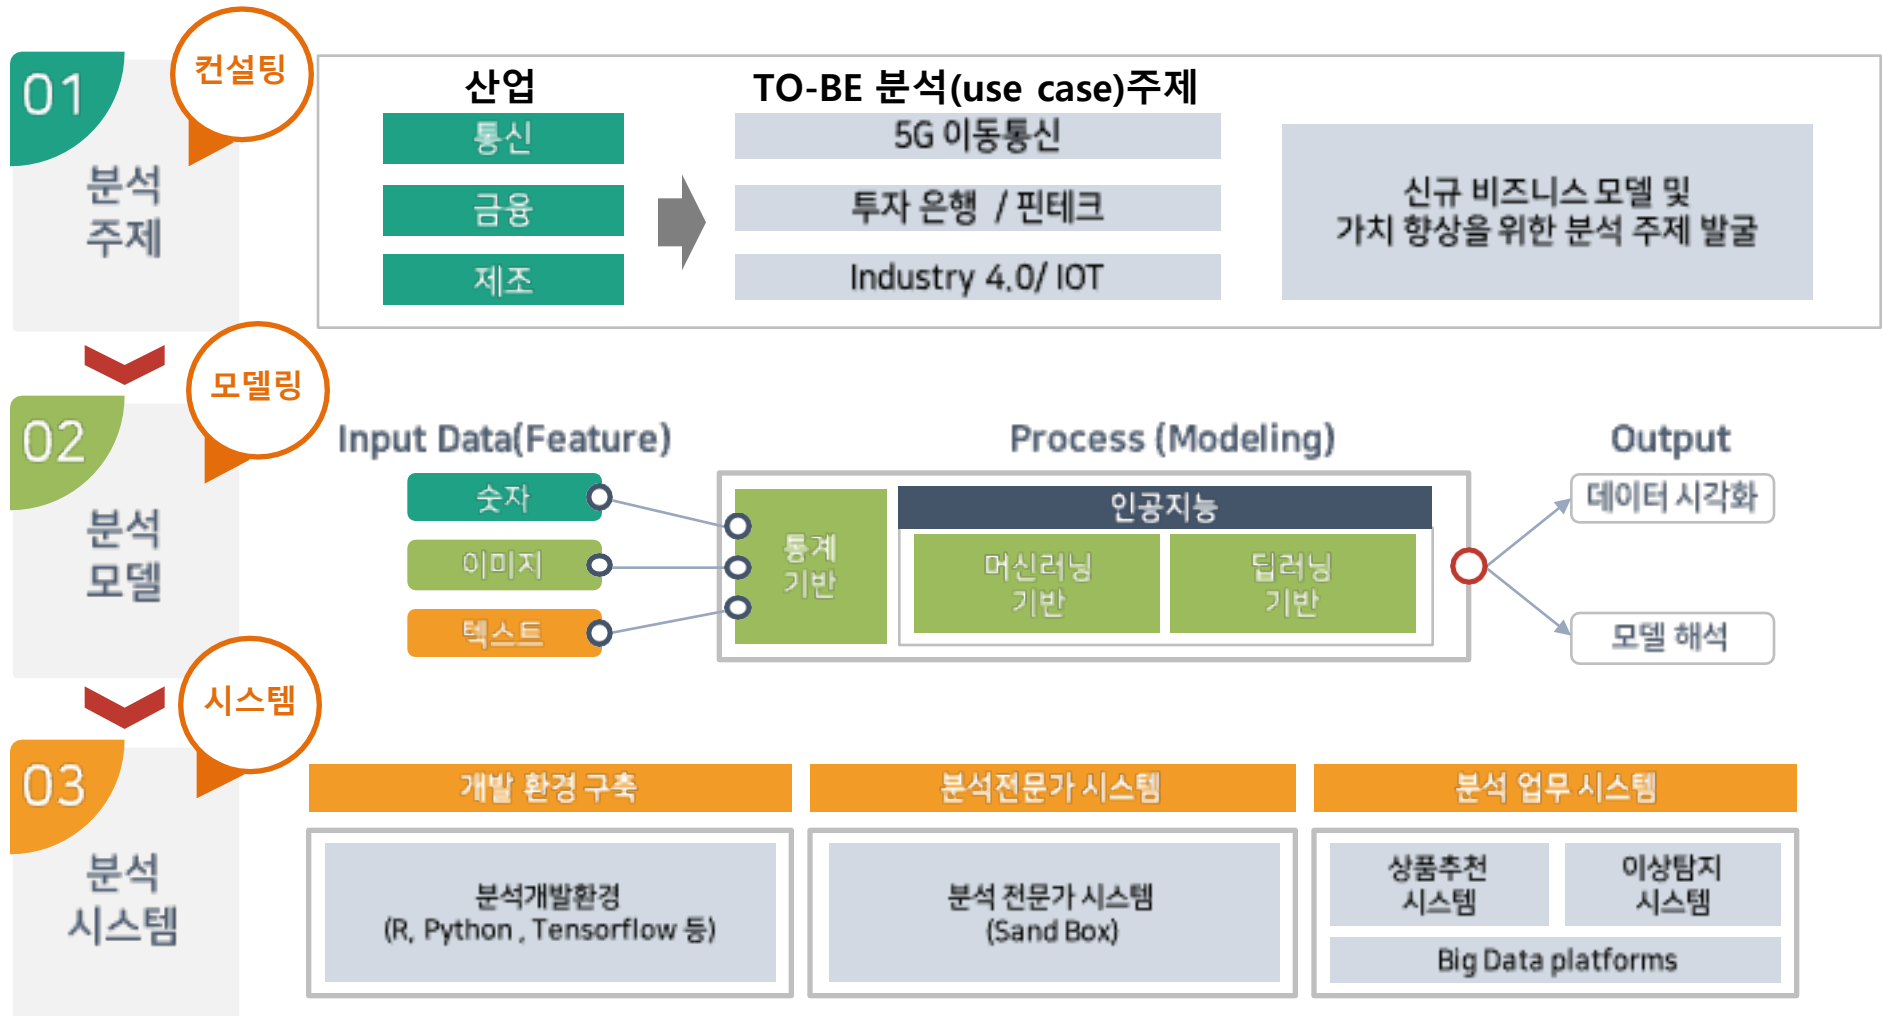 01
컨설팅
분석
주제
산업
TO-BE 분석(use case)주제
통신
5G 이동통신
금융
투자 은행 / 핀테크
제조
Industry 4.0/ IOT
신규 비즈니스 모델 및
가치 향상을 위한 분석 주제 발굴
02
모델링
분석
모델
Input Data(Feature)
Process (Modeling)
Output
숫자
이미지
텍스트
통계
기반
인공지능
머신러닝
기반
딥러닝
기반
데이터 시각화
모델 해석
03
시스템
분석
시스템
개발 환경 구축
분석전문가 시스템
분석 업무 시스템
분석개발환경
(R, Python , Tensorflow 등)
분석 전문가 시스템
(Sand Box)
상품추천
시스템
이상탐지
시스템
Big Data platforms